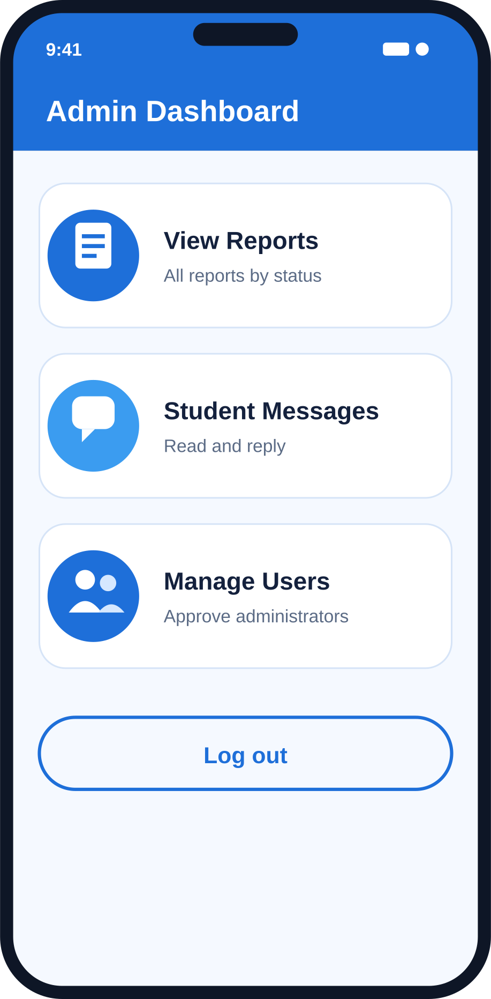 9:41
Admin Dashboard
View Reports
All reports by status
Student Messages
Read and reply
Manage Users
Approve administrators
Log out